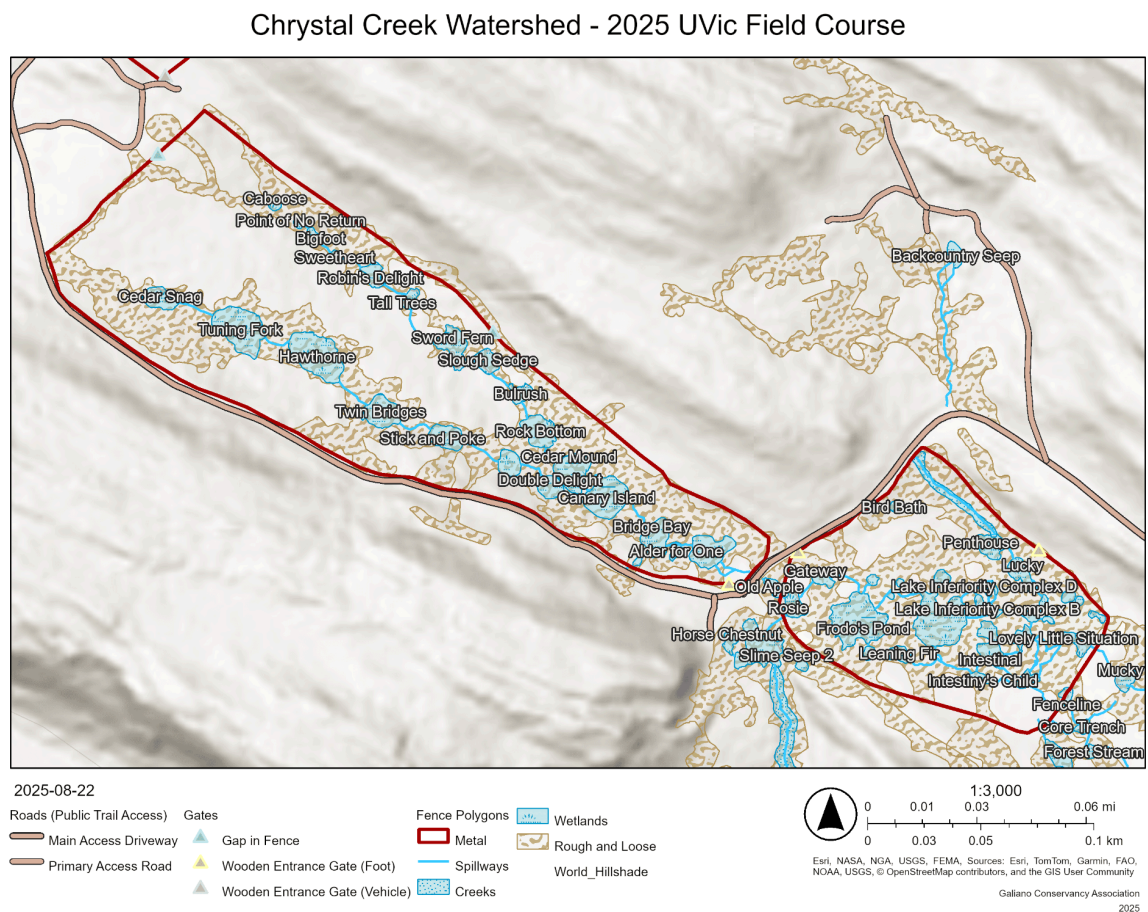 Chrystal Creek Watershed - 2025 UVic Field Course
Caboose
Point of No Return
Bigfoot
Sweetheart
Robin's Delight
Tall Trees
Backcountry Seep
Cedar Snag
Tuning Fork
Hawthorne
Sword Fern
Slough Sedge
Bulrush
Twin Bridges
Stick and Poke
Rock Bottom
Cedar Mound
Double Delight
Canary Island
Bridge Bay
Alder for One
Bird Bath
Penthouse
Lucky
Gateway
Old Apple
Lake Inferiority Complex D
Rosie
Lake Inferiority Complex B
Horse Chestnut
Frodo's Pond
Lovely Little Situation
Slime Seep 2
Leaning Fir
Intestinal
Mucky
Intestiny's Child
Fenceline
Core Trench
Forest Stream
2025-08-22
Roads (Public Trail Access)
Main Access Driveway
Primary Access Road
Gates
Gap in Fence
Wooden Entrance Gate (Foot)
Wooden Entrance Gate (Vehicle)
Fence Polygons
Metal
Spillways
Creeks
Wetlands
Rough and Loose
World_Hillshade
1:3,000
0 0.01 0.03 0.06 mi
0 0.03 0.05 0.1 km
Esri, NASA, NGA, USGS, FEMA, Sources: Esri, TomTom, Garmin, FAO,
NOAA, USGS, © OpenStreetMap contributors, and the GIS User Community
Galiano Conservancy Association
2025